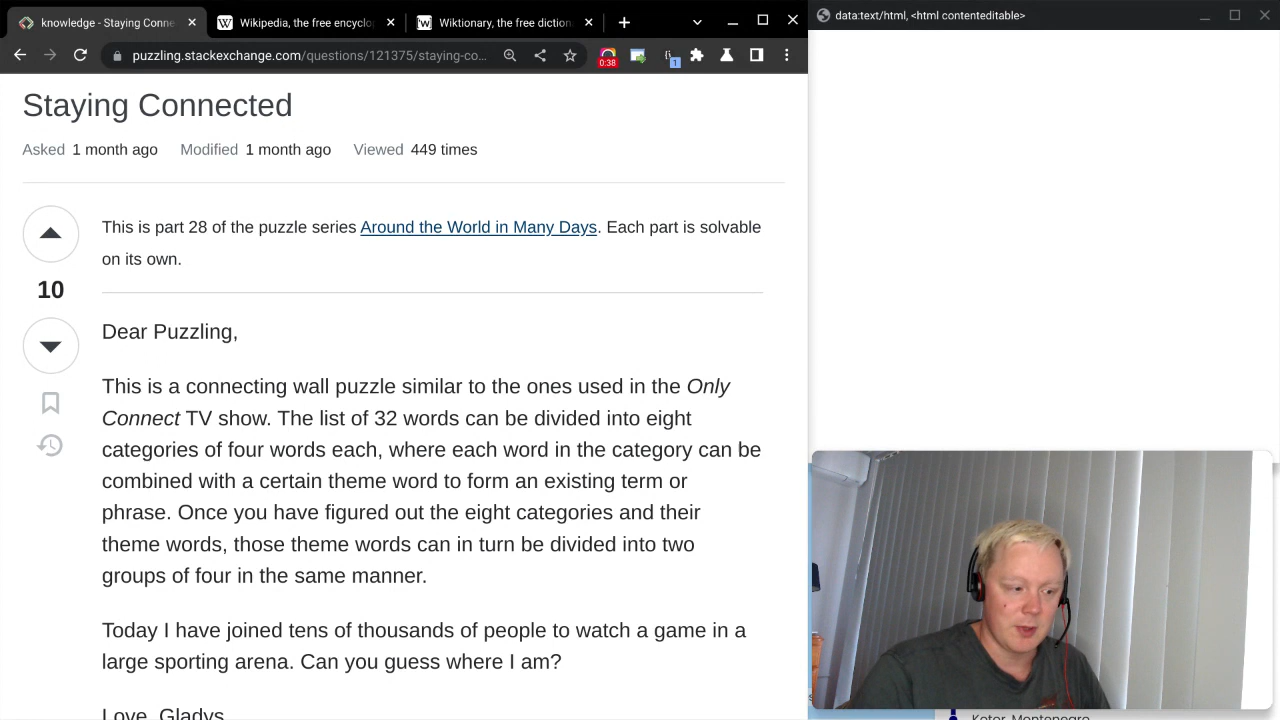 knowledge - Staying Conne
Wikipedia, the free encyclo
Wiktionary, the free diction
data:text/html, <html contenteditable>
puzzling.stackexchange.com/questions/121375/staying-co...
0:38
1
Staying Connected
Asked 1 month ago Modified 1 month ago Viewed 449 times
This is part 28 of the puzzle series Around the World in Many Days. Each part is solvable
on its own.
10
Dear Puzzling,
This is a connecting wall puzzle similar to the ones used in the Only
Connect TV show. The list of 32 words can be divided into eight
categories of four words each, where each word in the category can be
combined with a certain theme word to form an existing term or
phrase. Once you have figured out the eight categories and their
theme words, those theme words can in turn be divided into two
groups of four in the same manner.
Today I have joined tens of thousands of people to watch a game in a
large sporting arena. Can you guess where I am?
Love, Gladys
Kotor, Montenegro